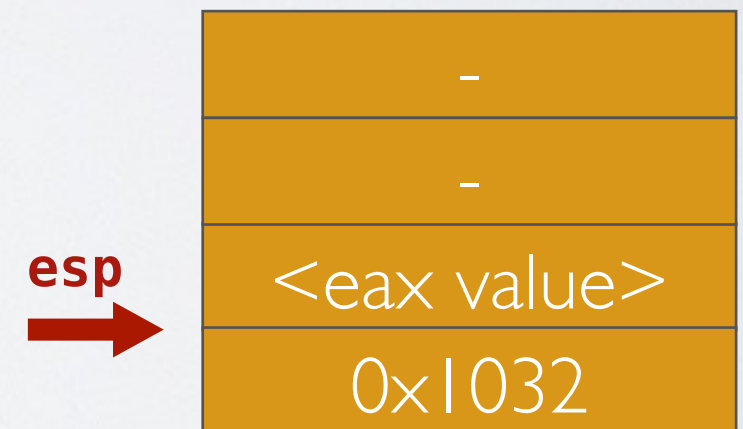 -
-
esp
<eax value>
0x1032